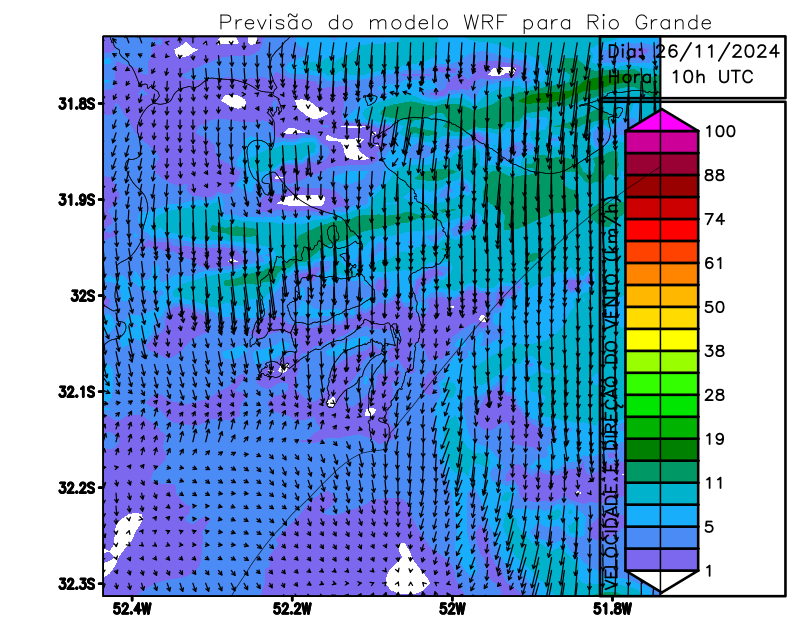 Previsão do modelo WRF para Rio Grande
Dia: 26/11/2024
Hora: 10h UTC
31.8S
31.9S
32S
32.1S
32.2S
32.3S
52.4W
52.2W
52W
51.8W
VELOCIDADE E DIREÇÃO DO VENTO (km/h)
100
88
74
61
50
38
28
19
11
5
1